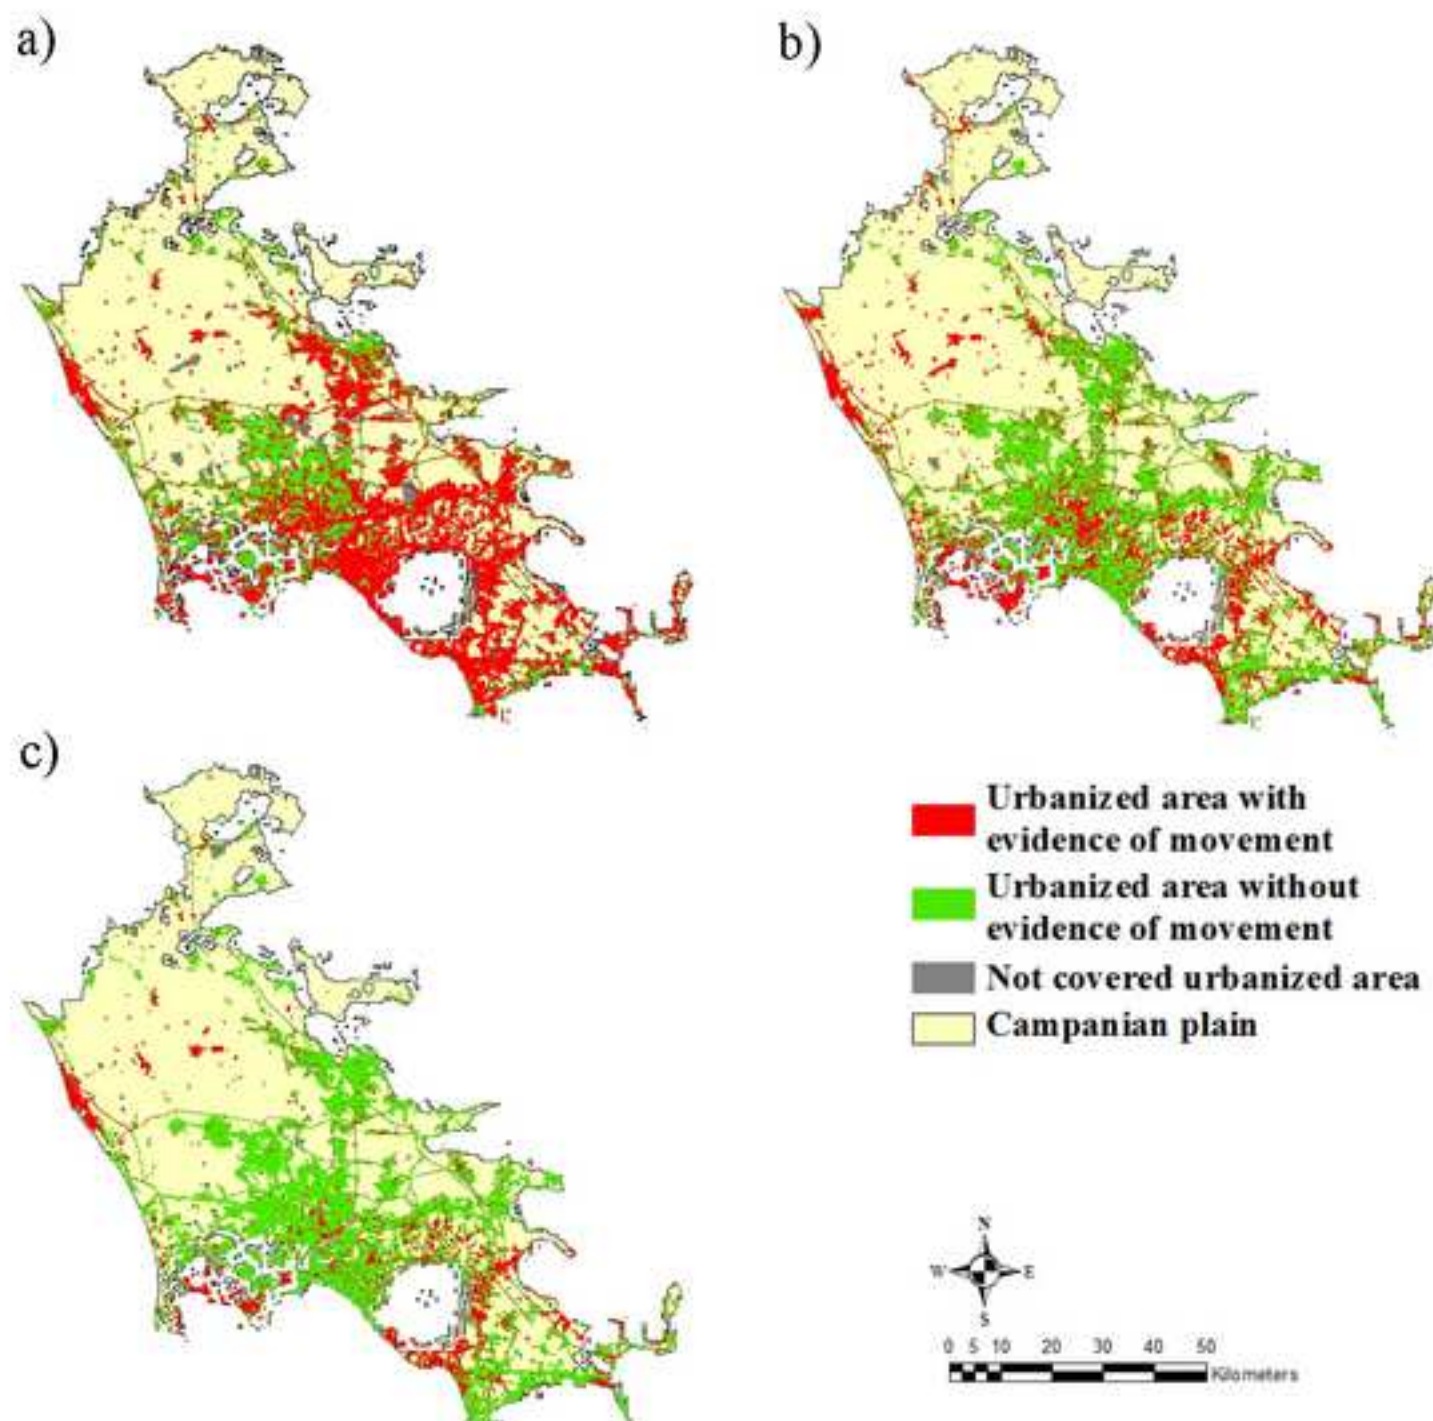 a)
b)
c)
Urbanized area with
evidence of movement
Urbanized area without
evidence of movement
Not covered urbanized area
Campanian plain
N
W
E
S
0 5 10 20 30 40 50
Kilometers